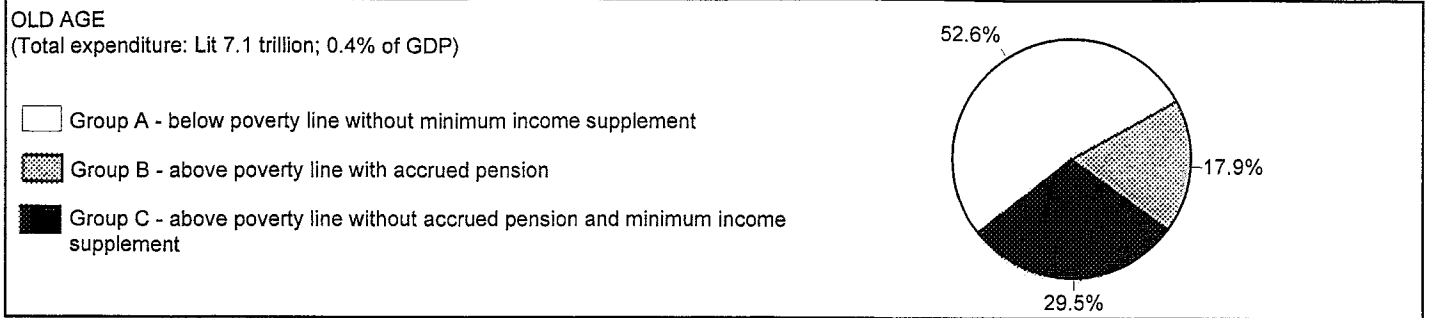 OLD AGE
(Total expenditure: Lit 7.1 trillion; 0.4% of GDP)
52.6%
Group A - below poverty line without minimum income supplement
Group B - above poverty line with accrued pension
17.9%
Group C - above poverty line without accrued pension and minimum income
supplement
29.5%